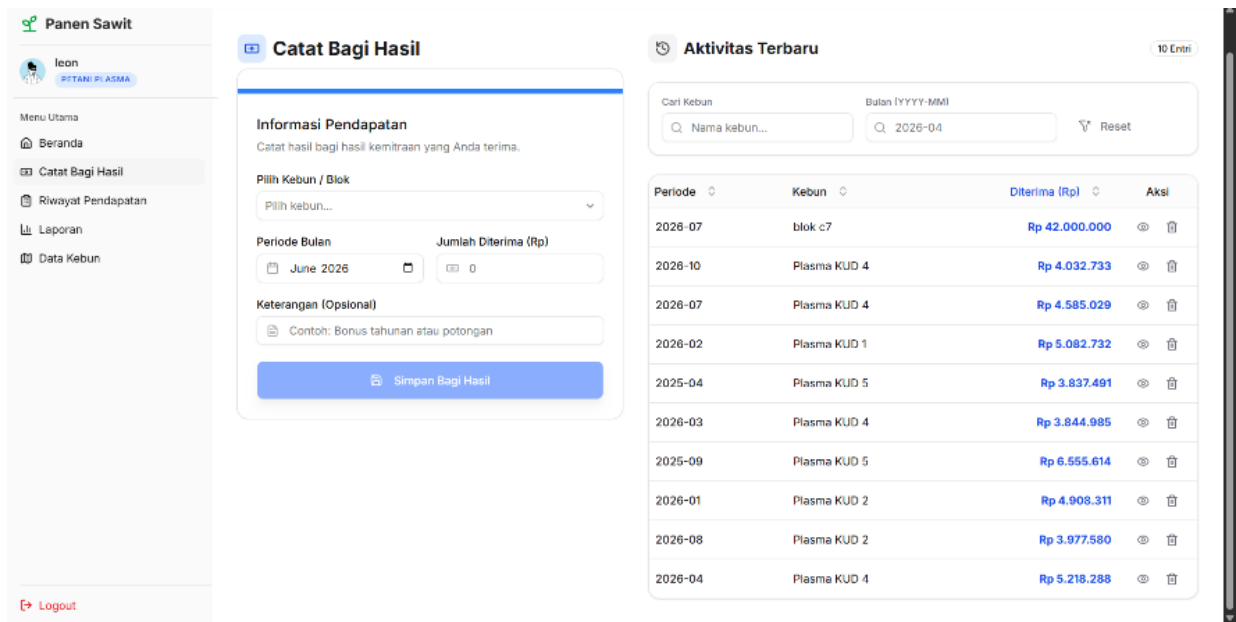 Panen Sawit
leon
PETANI PLASMA
Menu Utama
Beranda
Catat Bagi Hasil
Riwayat Pendapatan
Laporan
Data Kebun
Logout
Catat Bagi Hasil
Informasi Pendapatan
Catat hasil bagi hasil kemitraan yang Anda terima.
Pilih Kebun / Blok
Pilih kebun...
Periode Bulan Jumlah Diterima (Rp)
June 2026 0
Keterangan (Opsional)
Contoh: Bonus tahunan atau potongan
Simpan Bagi Hasil
Aktivitas Terbaru 10 Entri
Cari Kebun Bulan (YYYY-MM)
Nama kebun... 2026-04 Reset
Periode Kebun Diterima (Rp) Aksi
2026-07 blok c7 Rp 42.000.000
2026-10 Plasma KUD 4 Rp 4.032.733
2026-07 Plasma KUD 4 Rp 4.585.029
2026-02 Plasma KUD 1 Rp 5.082.732
2025-04 Plasma KUD 5 Rp 3.837.491
2026-03 Plasma KUD 4 Rp 3.844.985
2025-09 Plasma KUD 5 Rp 6.555.614
2026-01 Plasma KUD 2 Rp 4.908.311
2026-08 Plasma KUD 2 Rp 3.977.580
2026-04 Plasma KUD 4 Rp 5.218.288